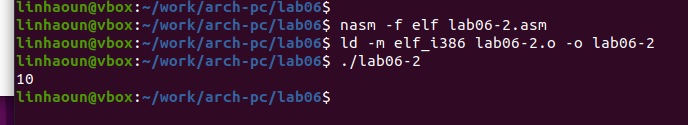 linhaoun@vbox:~/work/arch-pc/lab06$
linhaoun@vbox:~/work/arch-pc/lab06$ nasm -f elf lab06-2.asm
linhaoun@vbox:~/work/arch-pc/lab06$ ld -m elf_i386 lab06-2.o -o lab06-2
linhaoun@vbox:~/work/arch-pc/lab06$ ./lab06-2
10
linhaoun@vbox:~/work/arch-pc/lab06$